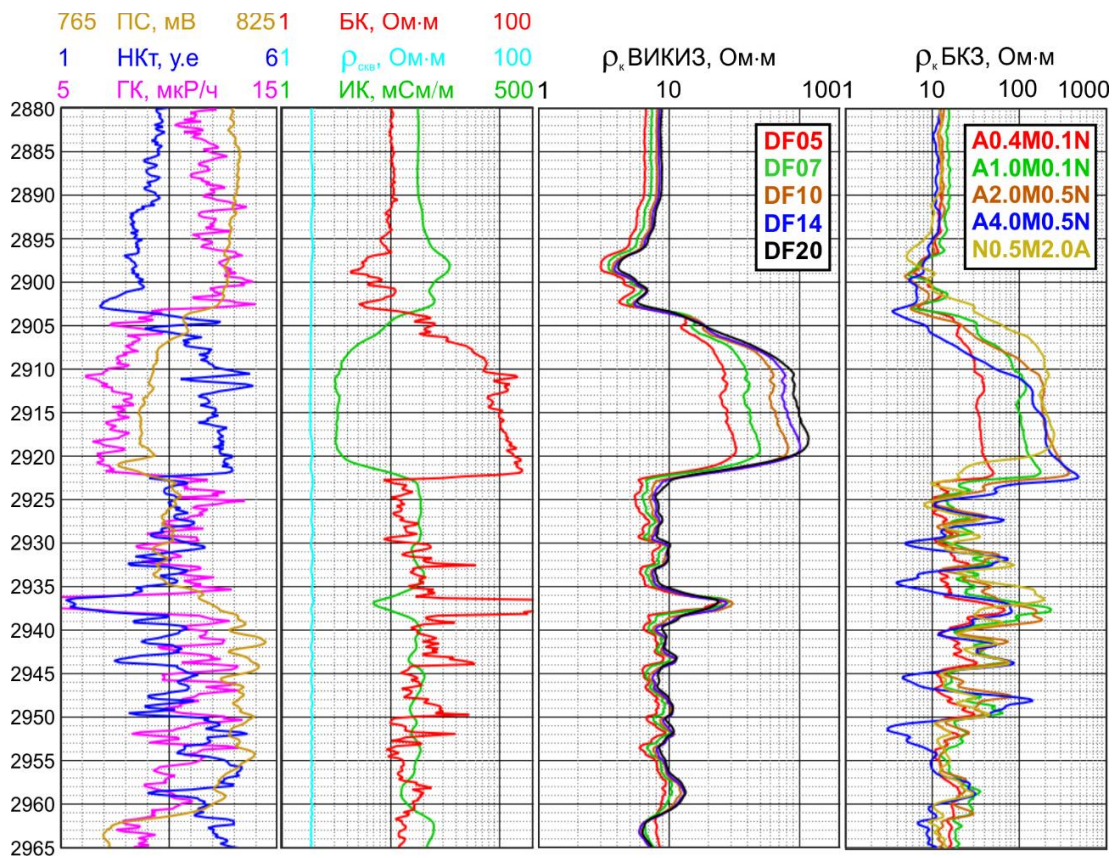 765 ПС, мВ 825 1 БК, Ом·м 100
1 НКт, у.е 6 1 ρскв, Ом·м 100 ρк ВИКИЗ, Ом·м ρк БКЗ, Ом·м
5 ГК, мкР/ч 15 1 ИК, мСм/м 500 1 10 100 1 10 100 1000
2880
2885 DF05 A0.4M0.1N
DF07 A1.0M0.1N
2890 DF10 A2.0M0.5N
DF14 A4.0M0.5N
2895 DF20 N0.5M2.0A
2900
2905
2910
2915
2920
2925
2930
2935
2940
2945
2950
2955
2960
2965